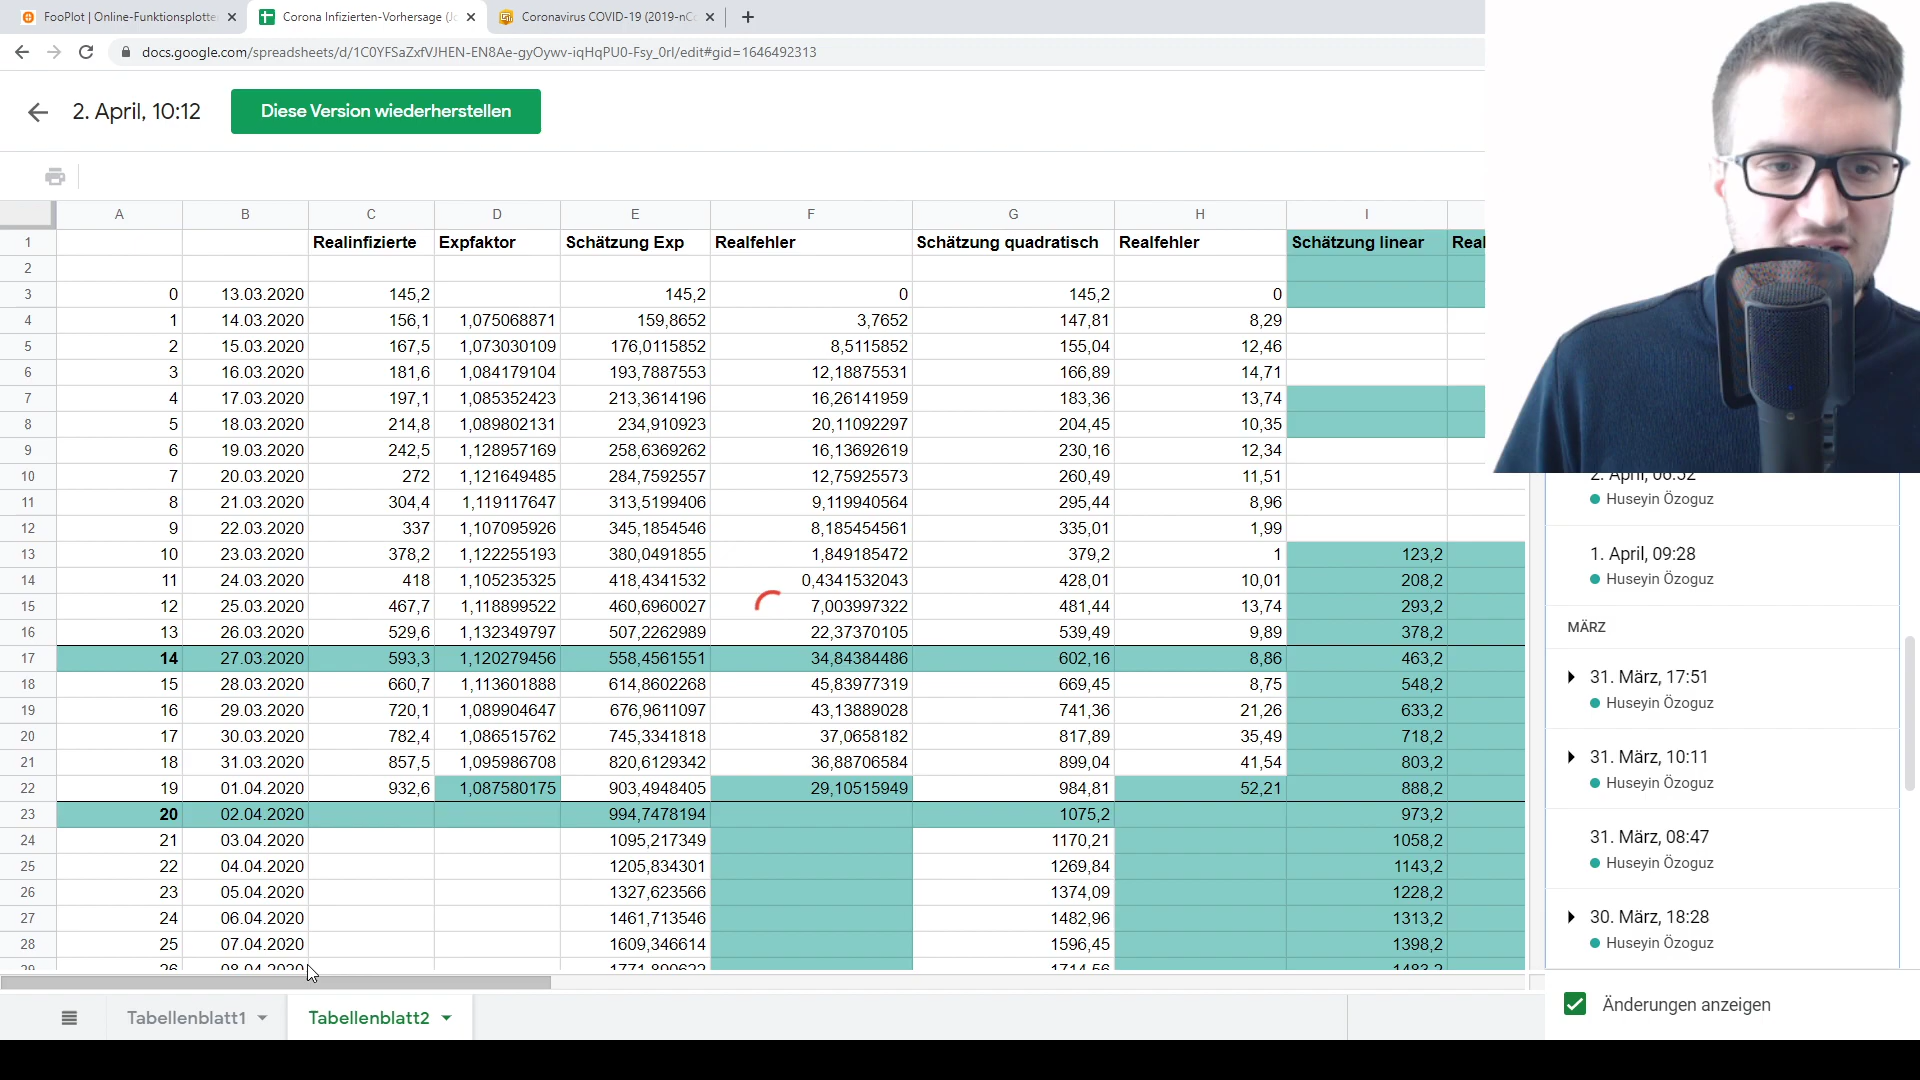 FooPlot | Online-Funktionsplotte
Corona Infizierten-Vorhersage (Jo
Coronavirus COVID-19 (2019-nCo
docs.google.com/spreadsheets/d/1C0YFSaZxfVJHEN-EN8Ae-gyOywv-iqHqPU0-Fsy_0rI/edit#gid=1646492313
2. April, 10:12
Diese Version wiederherstellen
A B C D E F G H I
1 Realinfizierte Expfaktor Schätzung Exp Realfehler Schätzung quadratisch Realfehler Schätzung linear Real
2
3 0 13.03.2020 145,2 145,2 0 145,2 0
4 1 14.03.2020 156,1 1,075068871 159,8652 3,7652 147,81 8,29
5 2 15.03.2020 167,5 1,073030109 176,0115852 8,5115852 155,04 12,46
6 3 16.03.2020 181,6 1,084179104 193,7887553 12,18875531 166,89 14,71
7 4 17.03.2020 197,1 1,085352423 213,3614196 16,26141959 183,36 13,74
8 5 18.03.2020 214,8 1,089802131 234,910923 20,11092297 204,45 10,35
9 6 19.03.2020 242,5 1,128957169 258,6369262 16,13692619 230,16 12,34
10 7 20.03.2020 272 1,121649485 284,7592557 12,75925573 260,49 11,51
11 8 21.03.2020 304,4 1,119117647 313,5199406 9,119940564 295,44 8,96
12 9 22.03.2020 337 1,107095926 345,1854546 8,185454561 335,01 1,99
13 10 23.03.2020 378,2 1,122255193 380,0491855 1,849185472 379,2 1 123,2
14 11 24.03.2020 418 1,105235325 418,4341532 0,4341532043 428,01 10,01 208,2
15 12 25.03.2020 467,7 1,118899522 460,6960027 7,003997322 481,44 13,74 293,2
16 13 26.03.2020 529,6 1,132349797 507,2262989 22,37370105 539,49 9,89 378,2
17 14 27.03.2020 593,3 1,120279456 558,4561551 34,84384486 602,16 8,86 463,2
18 15 28.03.2020 660,7 1,113601888 614,8602268 45,83977319 669,45 8,75 548,2
19 16 29.03.2020 720,1 1,089904647 676,9611097 43,13889028 741,36 21,26 633,2
20 17 30.03.2020 782,4 1,086515762 745,3341818 37,0658182 817,89 35,49 718,2
21 18 31.03.2020 857,5 1,095986708 820,6129342 36,88706584 899,04 41,54 803,2
22 19 01.04.2020 932,6 1,087580175 903,4948405 29,10515949 984,81 52,21 888,2
23 20 02.04.2020 994,7478194 1075,2 973,2
24 21 03.04.2020 1095,217349 1170,21 1058,2
25 22 04.04.2020 1205,834301 1269,84 1143,2
26 23 05.04.2020 1327,623566 1374,09 1228,2
27 24 06.04.2020 1461,713546 1482,96 1313,2
28 25 07.04.2020 1609,346614 1596,45 1398,2
29 26 08.04.2020 1771,890622 1714,56 1483,2
2. April, 06:52
Huseyin Özoguz
1. April, 09:28
Huseyin Özoguz
MÄRZ
31. März, 17:51
Huseyin Özoguz
31. März, 10:11
Huseyin Özoguz
31. März, 08:47
Huseyin Özoguz
30. März, 18:28
Huseyin Özoguz
Änderungen anzeigen
Tabellenblatt1
Tabellenblatt2